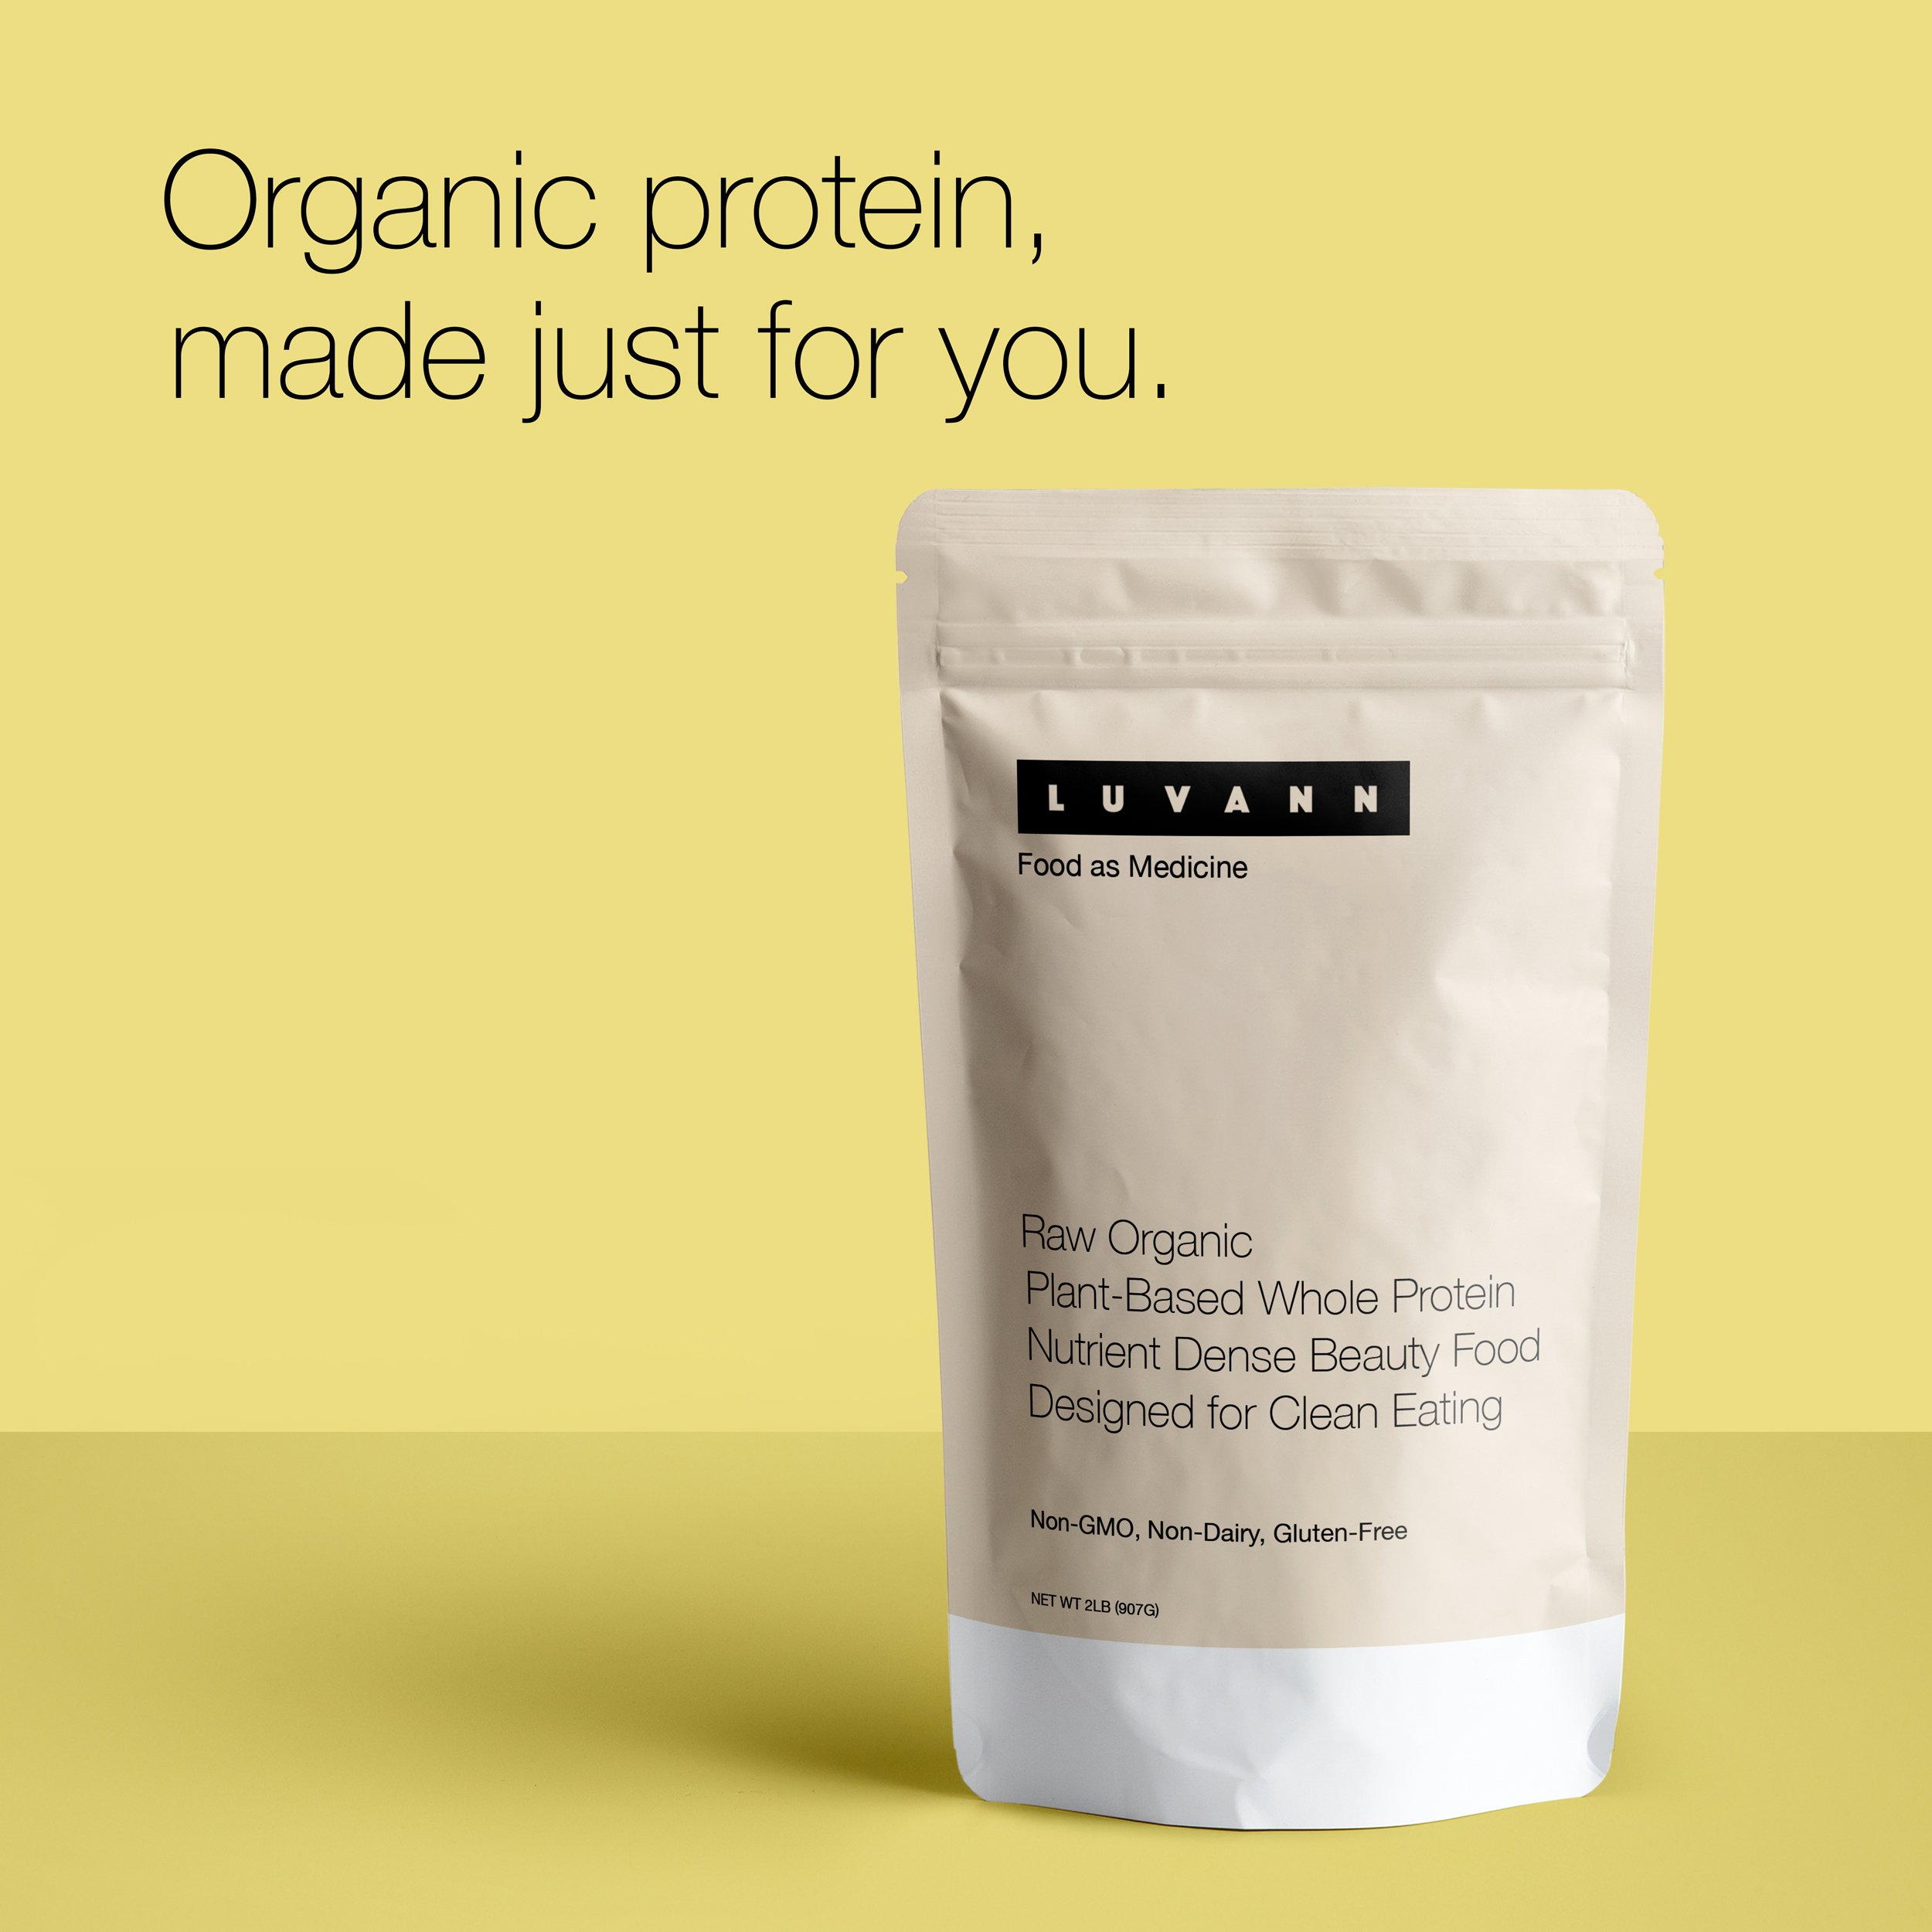 Organic protein,
made just for you.
LUVANN
Food as Medicine
Raw Organic
Plant-Based Whole Protein
Nutrient Dense Beauty Food
Designed for Clean Eating
Non-GMO, Non-Dairy, Gluten-Free
NET WT 2LB (907G)